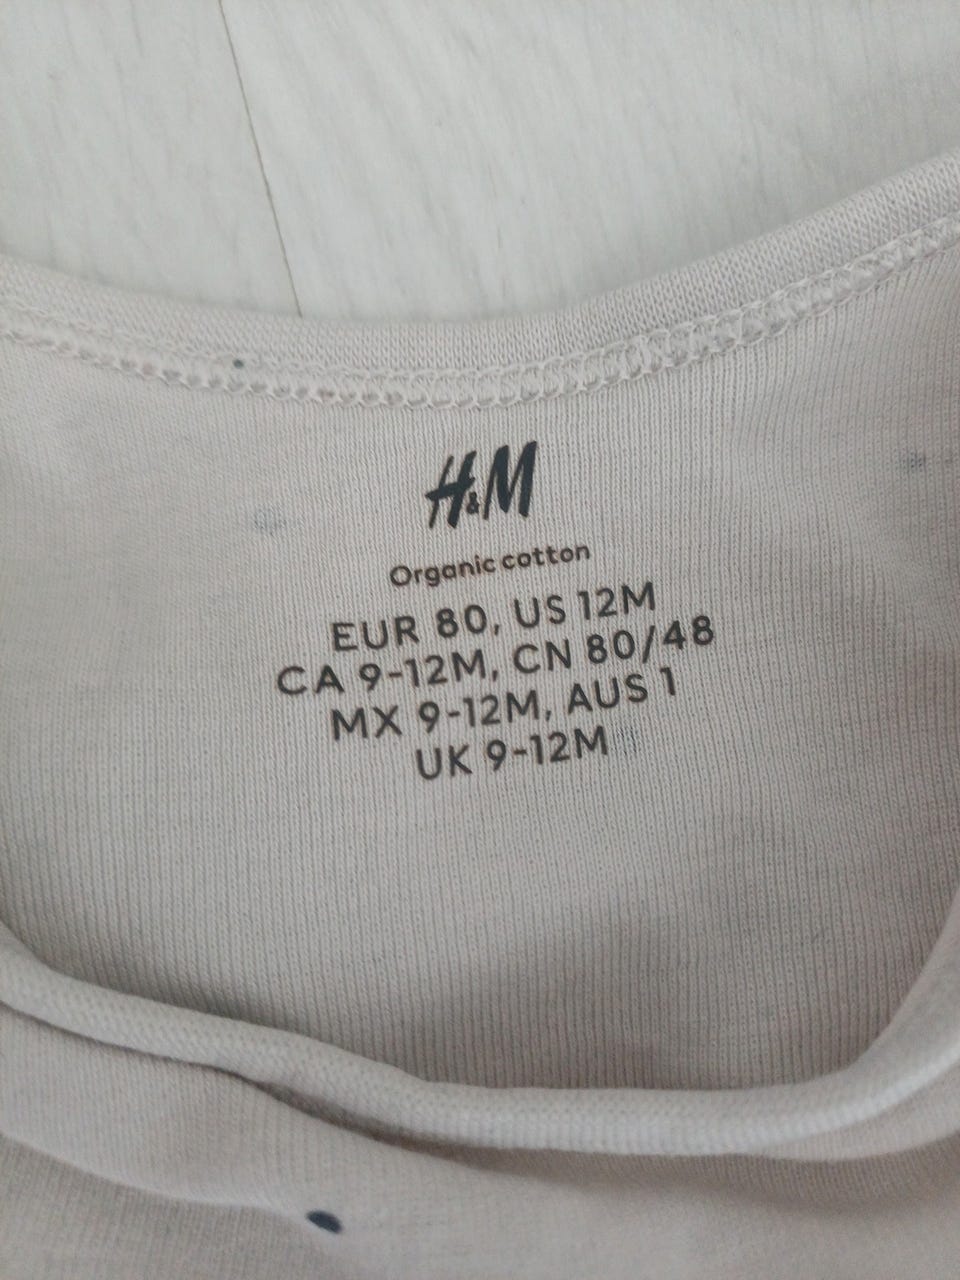 H&M
Organic cotton
EUR 80, US 12M
CA 9-12M, CN 80/48
MX 9-12M, AUS 1
UK 9-12M